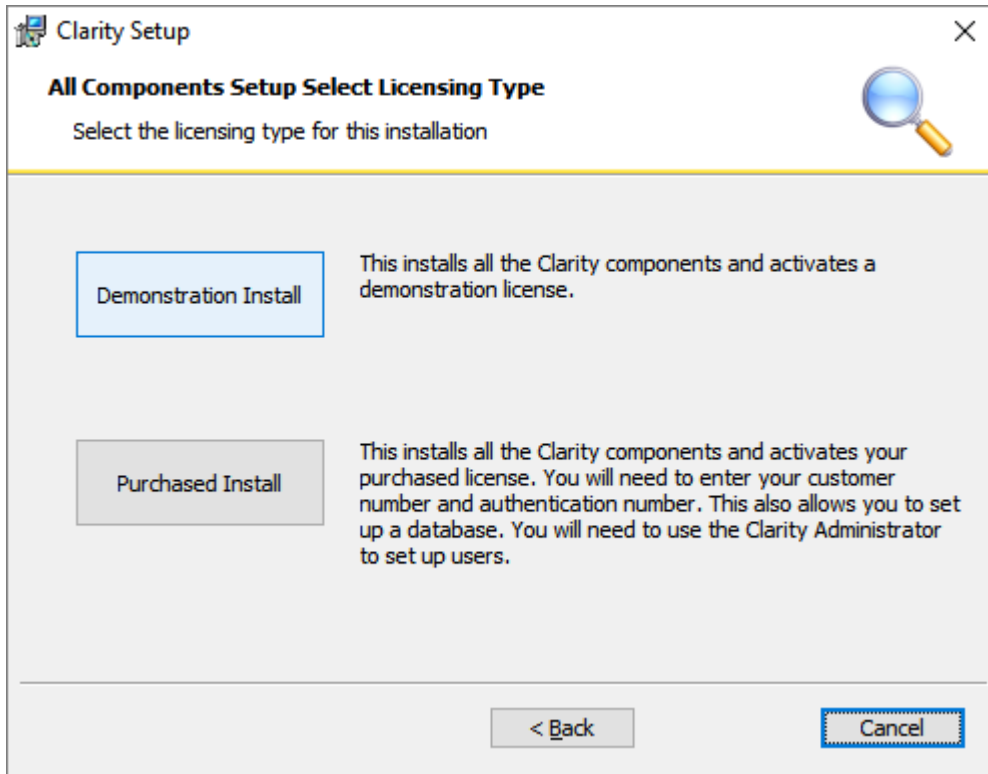 Clarity Setup
All Components Setup Select Licensing Type
Select the licensing type for this installation
Demonstration Install
This installs all the Clarity components and activates a
demonstration license.
Purchased Install
This installs all the Clarity components and activates your
purchased license. You will need to enter your customer
number and authentication number. This also allows you to set
up a database. You will need to use the Clarity Administrator
to set up users.
< Back
Cancel